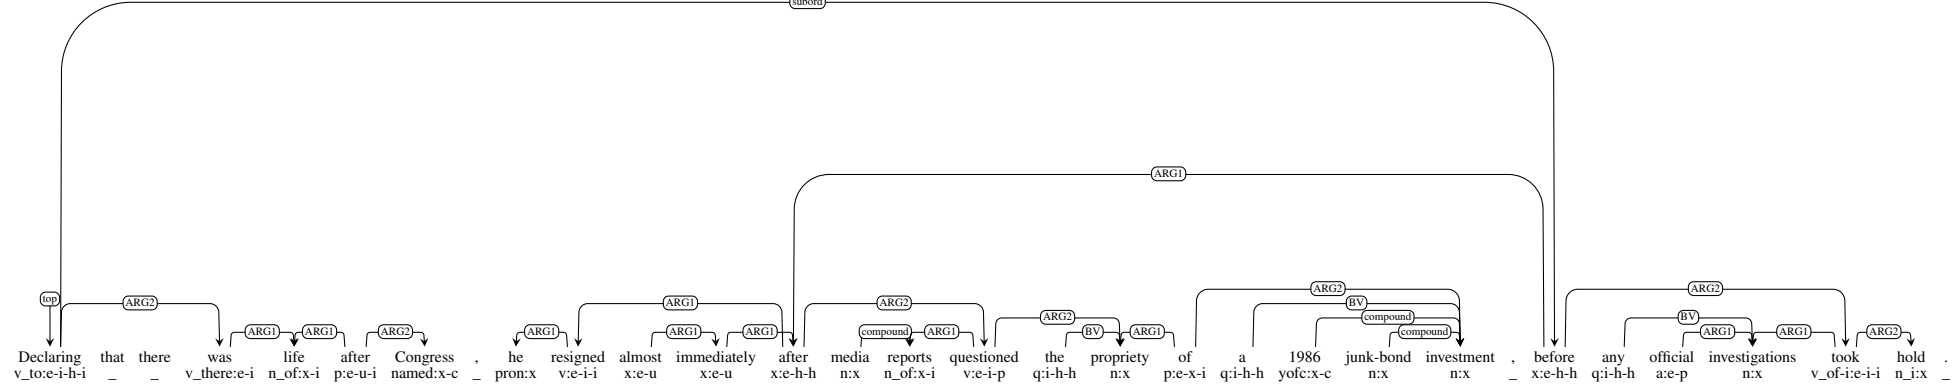 subord
ARG1
top ARG2 ARG1 ARG2 ARG2 ARG2
ARG1 ARG1 ARG2 ARG1 ARG1 ARG1 compound ARG1 ARG2 BV ARG1 BV compound compound BV ARG1 ARG1 ARG2
Declaring that there was life after Congress , he resigned almost immediately after media reports questioned the propriety of a 1986 junk-bond investment , before any official investigations took hold .
v_to:e-i-h-i _ _ v_there:e-i n_of:x-i p:e-u-i named:x-c _ pron:x v:e-i-i x:e-u x:e-u x:e-h-h n:x n_of:x-i v:e-i-p q:i-h-h n:x p:e-x-i q:i-h-h yofc:x-c n:x n:x _ x:e-h-h q:i-h-h a:e-p n:x v_of-i:e-i-i n_i:x _